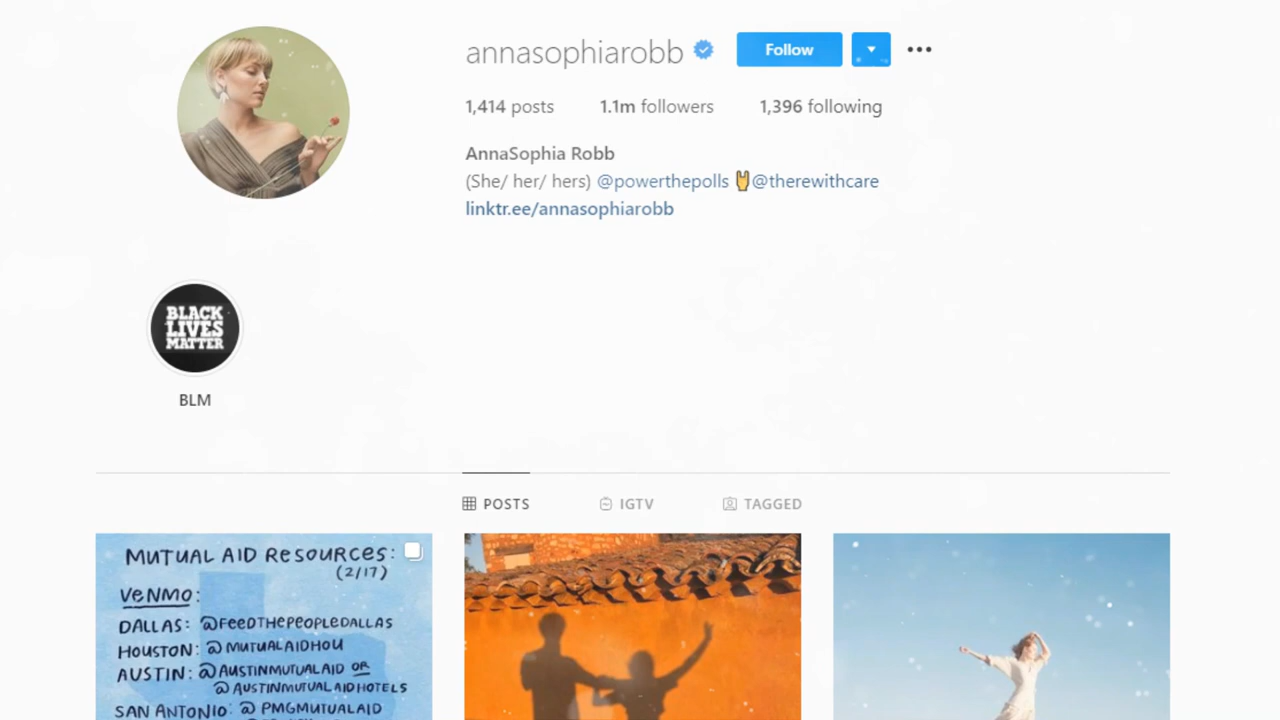 annasophiarobb
Follow
1,414 posts 1.1m followers 1,396 following
AnnaSophia Robb
(She/ her/ hers) @powerthepolls 🤘@therewithcare
linktr.ee/annasophiarobb
BLACK
LIVES
MATTER
BLM
POSTS IGTV TAGGED
MUTUAL AID RESOURCES:
(2/17)
VENMO:
DALLAS: @FEEDTHEPEOPLEDALLAS
HOUSTON: @MUTUALAIDHOU
AUSTIN: @AUSTINMUTUALAID OR
@AUSTINMUTUALAIDHOTELS
SAN ANTONIO: @PMGMUTUALAID